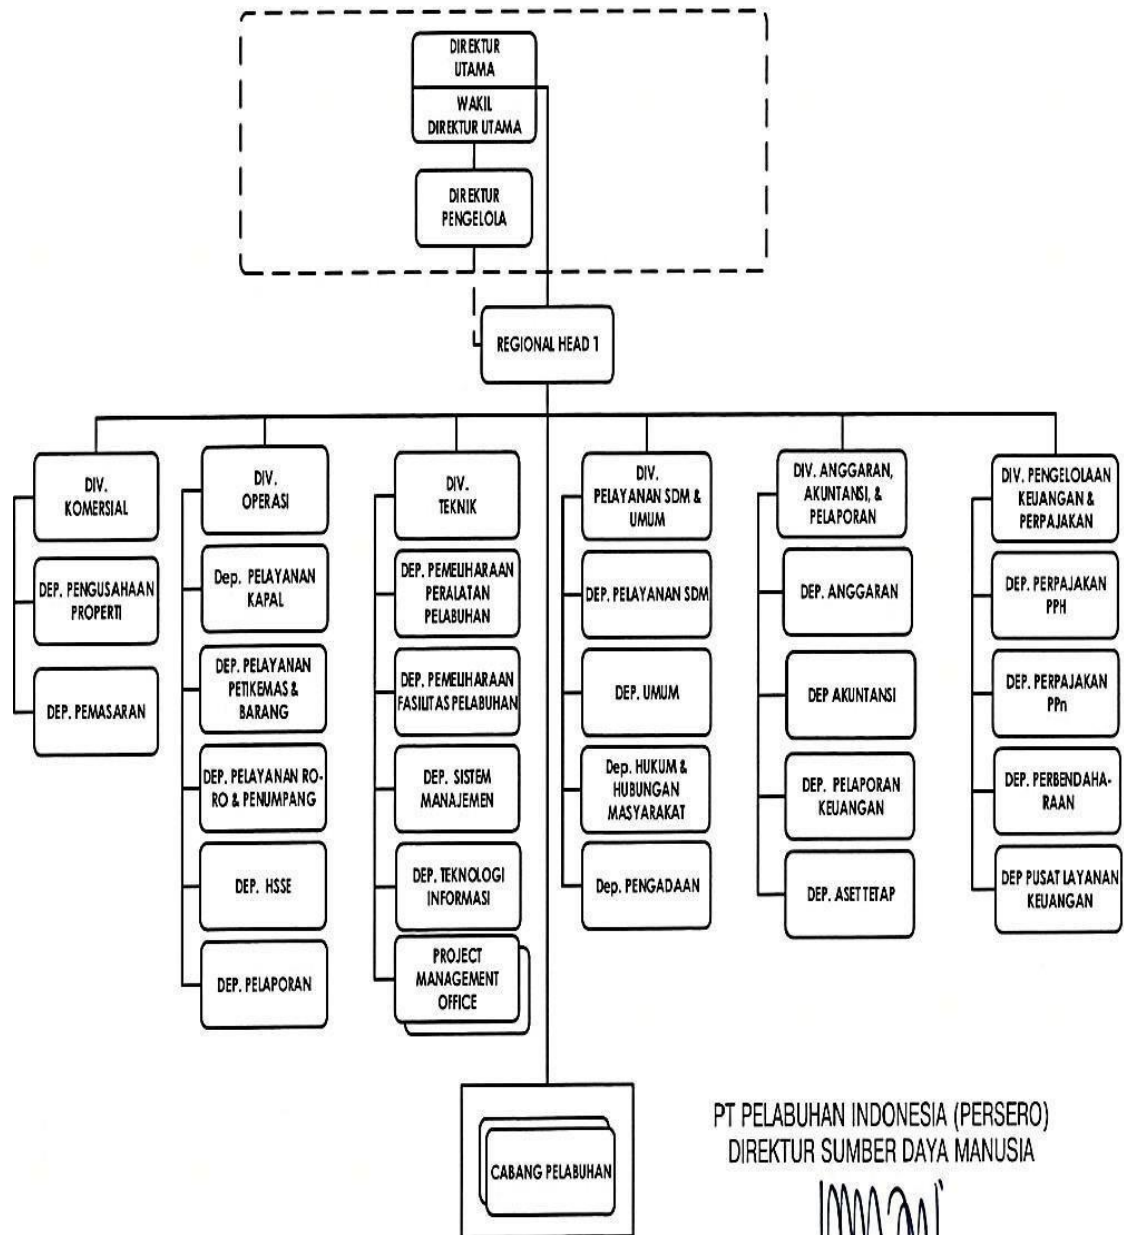 DIREKTUR
UTAMA
WAKIL
DIREKTUR UTAMA
DIREKTUR
PENGELOLA
REGIONAL HEAD 1
DIV.
KOMERSIAL
DEP. PENGUSAHAAN
PROPERTI
DEP. PEMASARAN
DIV.
OPERASI
Dep. PELAYANAN
KAPAL
DEP. PELAYANAN
PETIKEMAS &
BARANG
DEP. PELAYANAN RO-
RO & PENUMPANG
DEP. HSSE
DEP. PELAPORAN
DIV.
TEKNIK
DEP. PEMELIHARAAN
PERALATAN
PELABUHAN
DEP. PEMELIHARAAN
FASILITAS PELABUHAN
DEP. SISTEM
MANAJEMEN
DEP. TEKNOLOGI
INFORMASI
PROJECT
MANAGEMENT
OFFICE
DIV.
PELAYANAN SDM &
UMUM
DEP. PELAYANAN SDM
DEP. UMUM
Dep. HUKUM &
HUBUNGAN
MASYARAKAT
Dep. PENGADAAN
DIV. ANGGARAN,
AKUNTANSI, &
PELAPORAN
DEP. ANGGARAN
DEP AKUNTANSI
DEP. PELAPORAN
KEUANGAN
DEP. ASET TETAP
DIV. PENGELOLAAN
KEUANGAN &
PERPAJAKAN
DEP. PERPAJAKAN
PPH
DEP. PERPAJAKAN
PPn
DEP. PERBENDAHA-
RAAN
DEP PUSAT LAYANAN
KEUANGAN
CABANG PELABUHAN
PT PELABUHAN INDONESIA (PERSERO)
DIREKTUR SUMBER DAYA MANUSIA